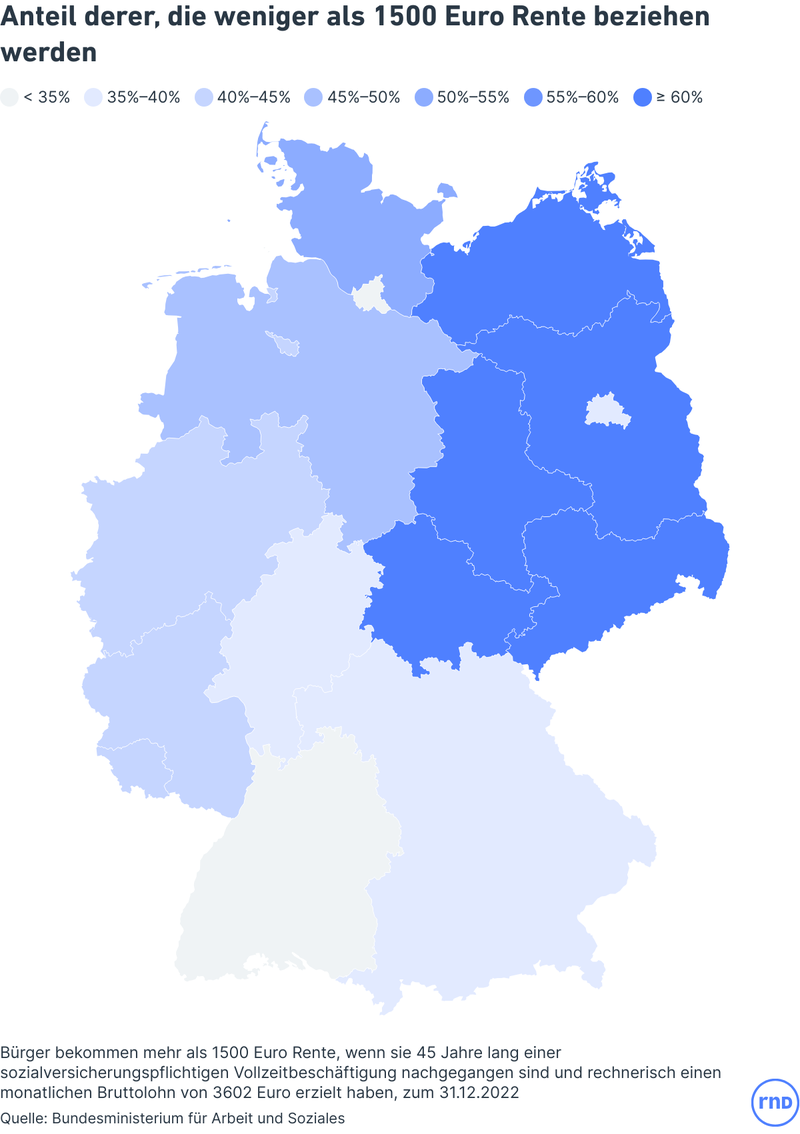 Anteil derer, die weniger als 1500 Euro Rente beziehen
werden
< 35% 35%–40% 40%–45% 45%–50% 50%–55% 55%–60% ≥ 60%
Bürger bekommen mehr als 1500 Euro Rente, wenn sie 45 Jahre lang einer
sozialversicherungspflichtigen Vollzeitbeschäftigung nachgegangen sind und rechnerisch einen
monatlichen Bruttolohn von 3602 Euro erzielt haben, zum 31.12.2022
Quelle: Bundesministerium für Arbeit und Soziales
rnd